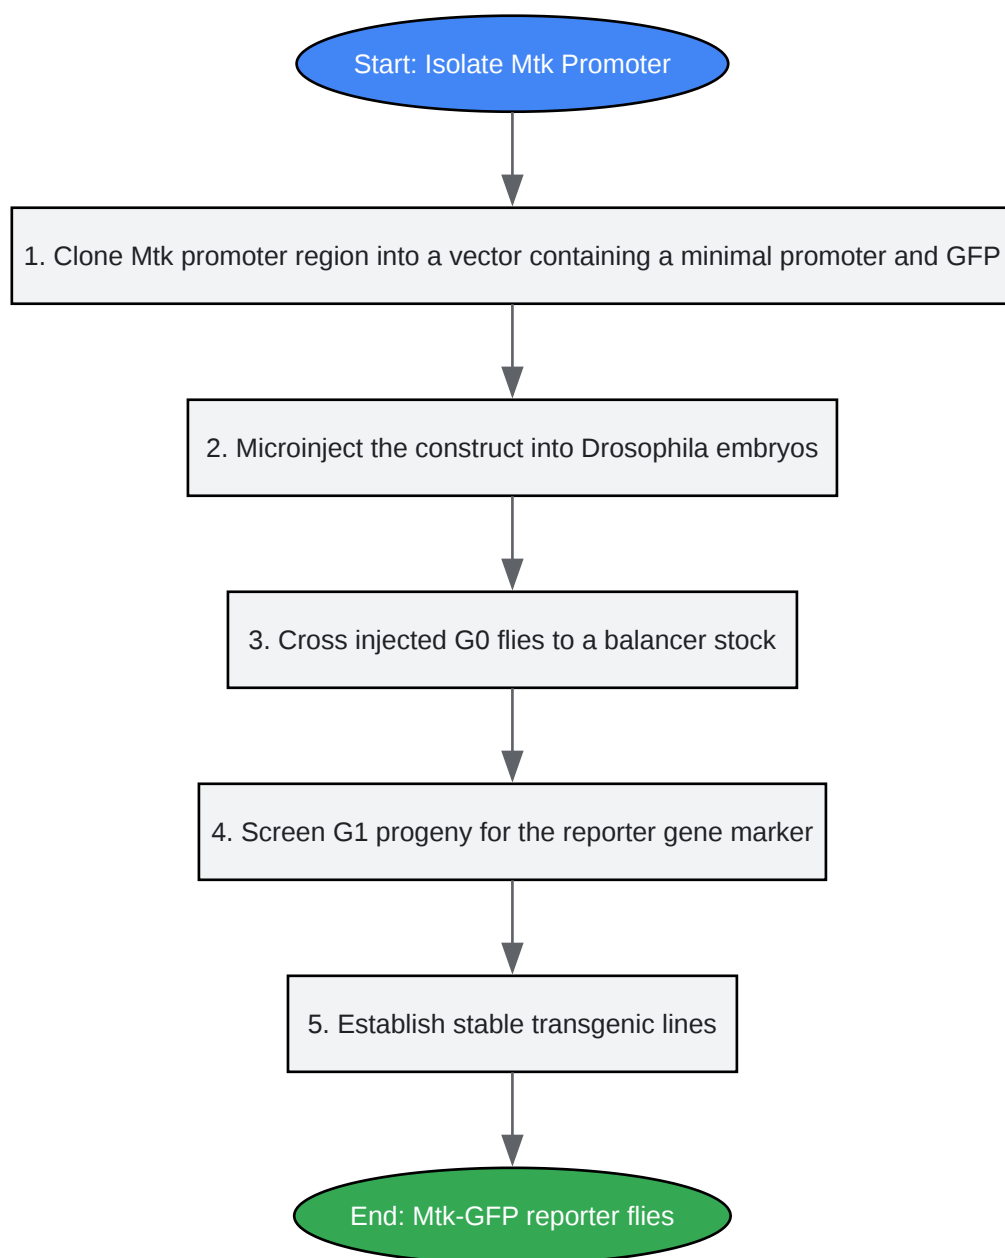 Start: Isolate Mtk Promoter
1. Clone Mtk promoter region into a vector containing a minimal promoter and GFP
2. Microinject the construct into Drosophila embryos
3. Cross injected G0 flies to a balancer stock
4. Screen G1 progeny for the reporter gene marker
5. Establish stable transgenic lines
End: Mtk-GFP reporter flies